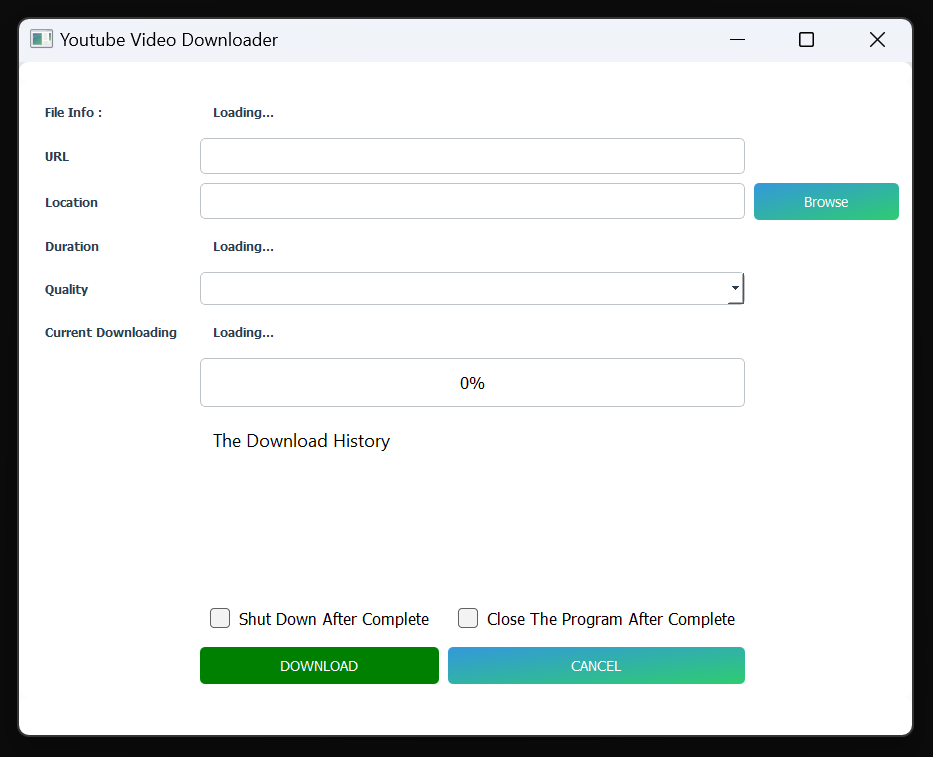 Youtube Video Downloader
File Info :
Loading...
URL
Location
Browse
Duration
Loading...
Quality
Current Downloading
Loading...
0%
The Download History
Shut Down After Complete
Close The Program After Complete
DOWNLOAD
CANCEL